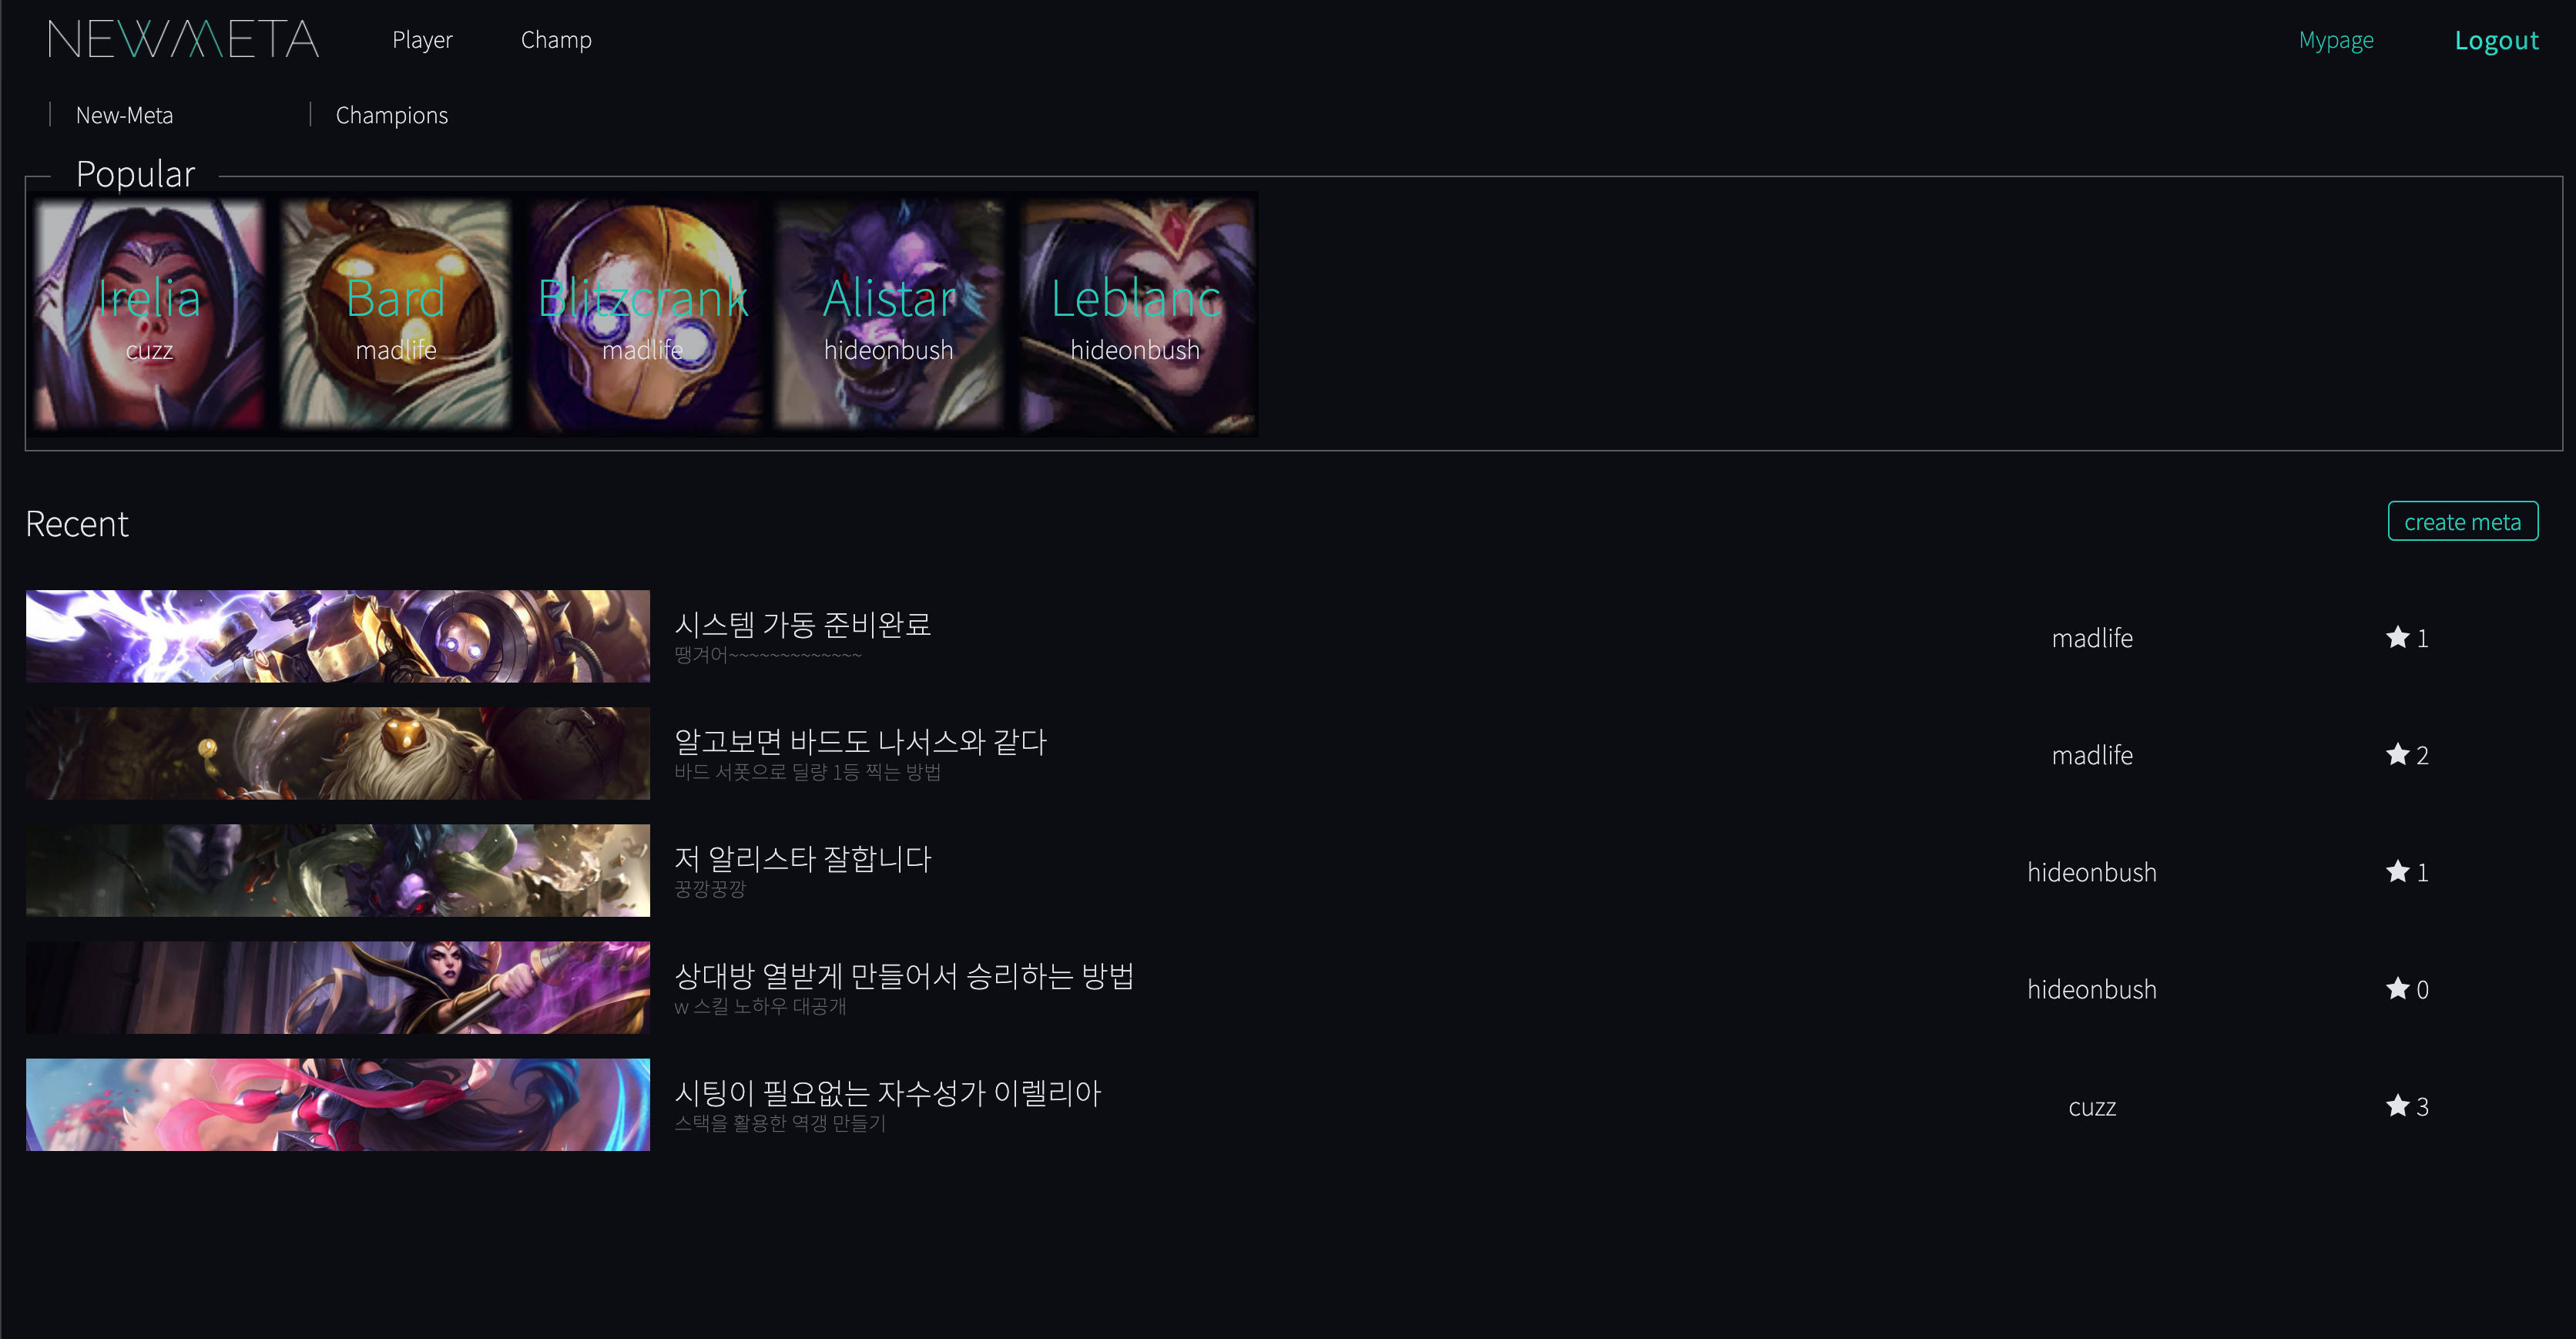 NEWMETA Player Champ Mypage Logout
New-Meta Champions
Popular
Irelia Bard Blitzcrank Alistar Leblanc
cuzz madlife madlife hideonbush hideonbush
Recent create meta
시스템 가동 준비완료
땡겨어~~~~~~~~~~~~~
madlife ★ 1
알고보면 바드도 나서스와 같다
바드 서폿으로 딜량 1등 찍는 방법
madlife ★ 2
저 알리스타 잘합니다
꿍깡꿍깡
hideonbush ★ 1
상대방 열받게 만들어서 승리하는 방법
w 스킬 노하우 대공개
hideonbush ★ 0
시팅이 필요없는 자수성가 이렐리아
스택을 활용한 역갱 만들기
cuzz ★ 3